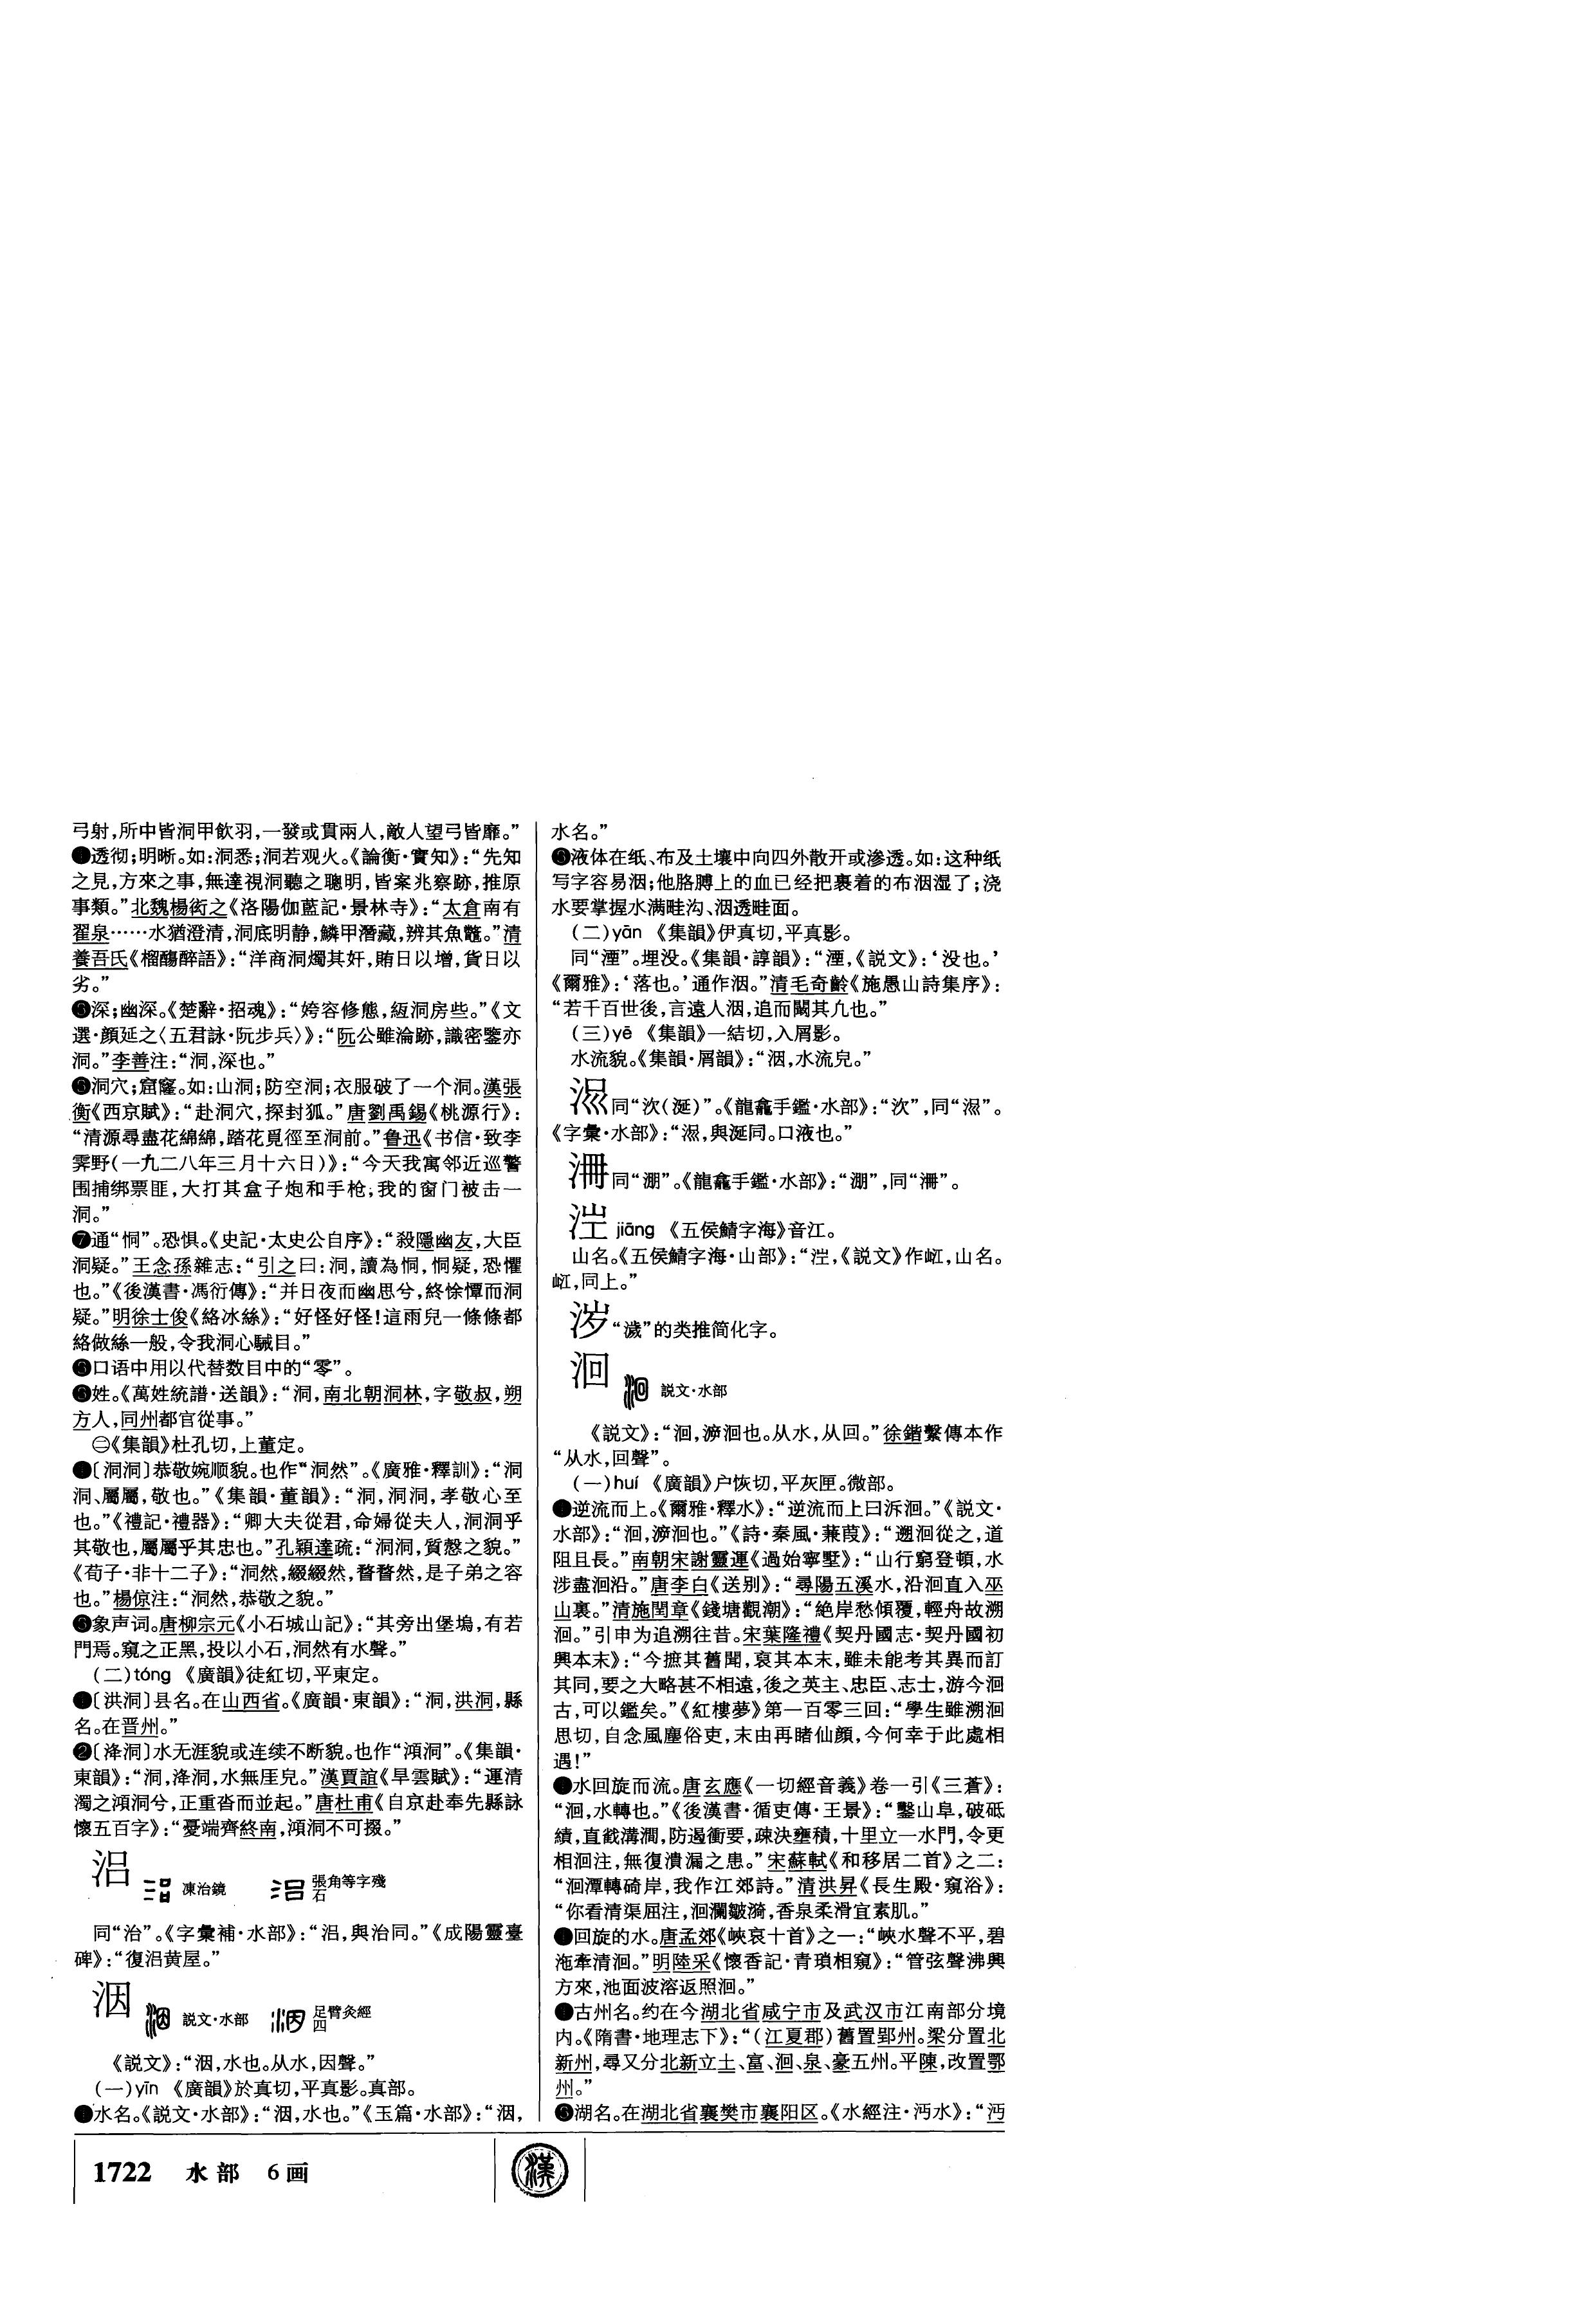 弓射,所中皆洞甲飲羽,一發或貫兩人,敵人望弓皆靡。”
❹透彻;明晰。如:洞悉;洞若观火。《論衡·實知》:“先知
之見,方來之事,無達視洞聽之聰明,皆案兆察跡,推原
事類。”北魏楊衒之《洛陽伽藍記·景林寺》:“太倉南有
翟泉……水猶澄清,洞底明静,鱗甲潛藏,辨其魚鼈。”清
養吾氏《榴觴醉語》:“洋商洞燭其奸,賄日以增,貨日以
劣。”
❺深;幽深。《楚辭·招魂》:“姱容修態,絚洞房些。”《文
選·顔延之〈五君詠·阮步兵〉》:“阮公雖淪跡,識密鑒亦
洞。”李善注:“洞,深也。”
❻洞穴;窟窿。如:山洞;防空洞;衣服破了一个洞。漢張
衡《西京賦》:“赴洞穴,探封狐。”唐劉禹錫《桃源行》:
“清源尋盡花綿綿,踏花覓徑至洞前。”鲁迅《书信·致李
霁野(一九二八年三月十六日)》:“今天我寓邻近巡警
围捕绑票匪,大打其盒子炮和手枪,我的窗门被击一
洞。”
❼通“恫”。恐惧。《史記·太史公自序》:“殺隱幽友,大臣
洞疑。”王念孫雜志:“引之曰:洞,讀為恫,恫疑,恐懼
也。”《後漢書·馮衍傳》:“并日夜而幽思兮,終悇憛而洞
疑。”明徐士俊《絡冰絲》:“好怪好怪!這雨兒一條條都
絡做絲一般,令我洞心駴目。”
❽口语中用以代替数目中的“零”。
❾姓。《萬姓統譜·送韻》:“洞,南北朝洞林,字敬叔,朔
方人,同州都官從事。”
㊁《集韻》杜孔切,上董定。
❶〔洞洞〕恭敬婉顺貌。也作“洞然”。《廣雅·釋訓》:“洞
洞、屬屬,敬也。”《集韻·董韻》:“洞,洞洞,孝敬心至
也。”《禮記·禮器》:“卿大夫從君,命婦從夫人,洞洞乎
其敬也,屬屬乎其忠也。”孔穎達疏:“洞洞,質慤之貌。”
《荀子·非十二子》:“洞然,綴綴然,瞀瞀然,是子弟之容
也。”楊倞注:“洞然,恭敬之貌。”
❷象声词。唐柳宗元《小石城山記》:“其旁出堡塢,有若
門焉。窺之正黑,投以小石,洞然有水聲。”
(二)tóng 《廣韻》徒紅切,平東定。
❶〔洪洞〕县名。在山西省。《廣韻·東韻》:“洞,洪洞,縣
名。在晋州。”
❷〔洚洞〕水无涯貌或连续不断貌。也作“澒洞”。《集韻·
東韻》:“洞,洚洞,水無厓皃。”漢賈誼《旱雲賦》:“運清
濁之澒洞兮,正重沓而並起。”唐杜甫《自京赴奉先縣詠
懷五百字》:“憂端齊終南,澒洞不可掇。”
㳴 凍治鏡 張角等字殘石
同“治”。《字彙補·水部》:“㳴,與治同。”《成陽靈臺
碑》:“復㳴黄屋。”
洇 説文·水部 足臂灸經四
《説文》:“洇,水也。从水,因聲。”
(一)yīn 《廣韻》於真切,平真影。真部。
❶水名。《説文·水部》:“洇,水也。”《玉篇·水部》:“洇,
水名。”
❷液体在纸、布及土壤中向四外散开或渗透。如:这种纸
写字容易洇;他胳膊上的血已经把裹着的布洇湿了;浇
水要掌握水满畦沟、洇透畦面。
(二)yān 《集韻》伊真切,平真影。
同“湮”。埋没。《集韻·諄韻》:“湮,《説文》:‘没也。’
《爾雅》:‘落也。’通作洇。”清毛奇齡《施愚山詩集序》:
“若千百世後,言遠人洇,追而闚其凢也。”
(三)yē 《集韻》一結切,入屑影。
水流貌。《集韻·屑韻》:“洇,水流皃。”
同“次(涎)”。《龍龕手鑑·水部》:“次”,同“㳄”。
《字彙·水部》:“,與涎同。口液也。”
同“淜”。《龍龕手鑑·水部》:“淜”,同“”。
jiāng 《五侯鯖字海》音江。
山名。《五侯鯖字海·山部》:“,《説文》作屸,山名。
屸,同上。”
“濊”的类推简化字。
洄 説文·水部
《説文》:“洄,㴑洄也。从水,从回。”徐鍇繫傳本作
“从水,回聲”。
(一)huí 《廣韻》户恢切,平灰匣。微部。
❶逆流而上。《爾雅·釋水》:“逆流而上曰泝洄。”《説文·
水部》:“洄,㴑洄也。”《詩·秦風·蒹葭》:“遡洄從之,道
阻且長。”南朝宋謝靈運《過始寧墅》:“山行窮登頓,水
涉盡洄沿。”唐李白《送别》:“尋陽五溪水,沿洄直入巫
山裏。”清施閏章《錢塘觀潮》:“絶岸愁傾覆,輕舟故溯
洄。”引申为追溯往昔。宋葉隆禮《契丹國志·契丹國初
興本末》:“今摭其舊聞,裒其本末,雖未能考其異而訂
其同,要之大略甚不相遠,後之英主、忠臣、志士,游今洄
古,可以鑑矣。”《紅樓夢》第一百零三回:“學生雖溯洄
思切,自念風塵俗吏,末由再睹仙顔,今何幸于此處相
遇!”
❷水回旋而流。唐玄應《一切經音義》卷一引《三蒼》:
“洄,水轉也。”《後漢書·循吏傳·王景》:“鑿山阜,破砥
績,直截溝澗,防遏衝要,疎決壅積,十里立一水門,令更
相洄注,無復潰漏之患。”宋蘇軾《和移居二首》之二:
“洄潭轉碕岸,我作江郊詩。”清洪昇《長生殿·窺浴》:
“你看清渠屈注,洄瀾皺漪,香泉柔滑宜素肌。”
❸回旋的水。唐孟郊《峽哀十首》之一:“峽水聲不平,碧
沲牽清洄。”明陸采《懷香記·青瑣相窺》:“管弦聲沸興
方來,池面波溶返照洄。”
❹古州名。约在今湖北省咸宁市及武汉市江南部分境
内。《隋書·地理志下》:“(江夏郡)舊置郢州。梁分置北
新州,尋又分北新立土、富、洄、泉、豪五州。平陳,改置鄂
州。”
❺湖名。在湖北省襄樊市襄阳区。《水經注·沔水》:“沔
1722 水部 6画
漢